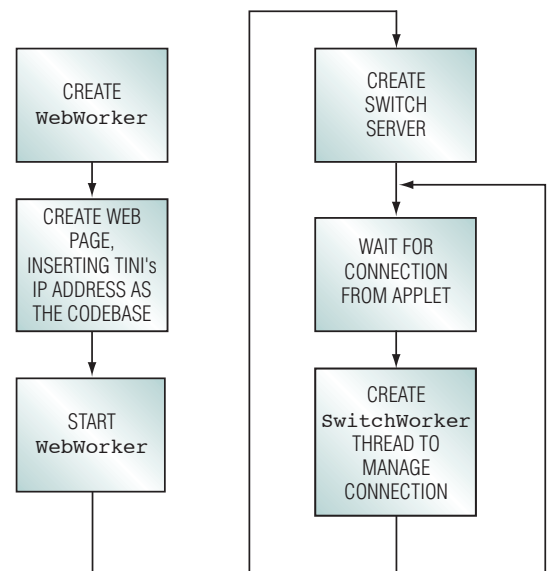 CREATE
WebWorker
CREATE WEB
PAGE,
INSERTING TINI's
IP ADDRESS AS
THE CODEBASE
START
WebWorker
CREATE
SWITCH
SERVER
WAIT FOR
CONNECTION
FROM APPLET
CREATE
SwitchWorker
THREAD TO
MANAGE
CONNECTION